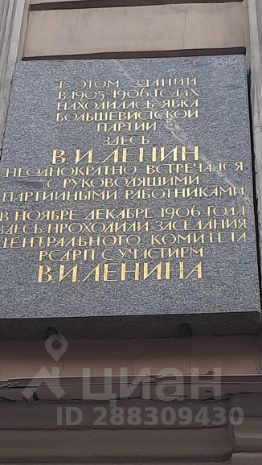 В ЭТОМ ЗДАНИИ
В 1905-1906 ГОДАХ
НАХОДИЛАСЬ ЯВКА
БОЛЬШЕВИСТСКОЙ
ПАРТИИ
ЗДЕСЬ
В.И.ЛЕНИН
НЕОДНОКРАТНО ВСТРЕЧАЛСЯ
С РУКОВОДЯЩИМИ
ПАРТИЙНЫМИ РАБОТНИКАМИ
В НОЯБРЕ ДЕКАБРЕ 1906 ГОДА
ЗДЕСЬ ПРОХОДИЛИ ЗАСЕДАНИЯ
ЦЕНТРАЛЬНОГО КОМИТЕТА
РСДРП С УЧАСТИЕМ
В.И.ЛЕНИНА
циан
ID 288309430